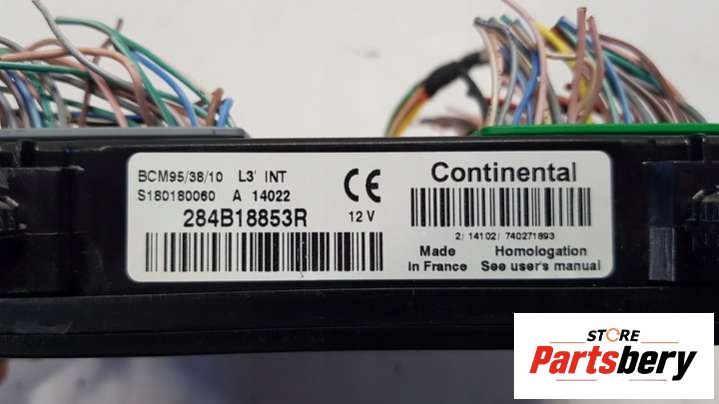 BCM95/38/10 L3' INT
S180180060 A 14022
284B18853R 12 V
CE
Continental
2/ 14102/ 740271893
Made in France
Homologation
See user's manual
STORE
Partsbery